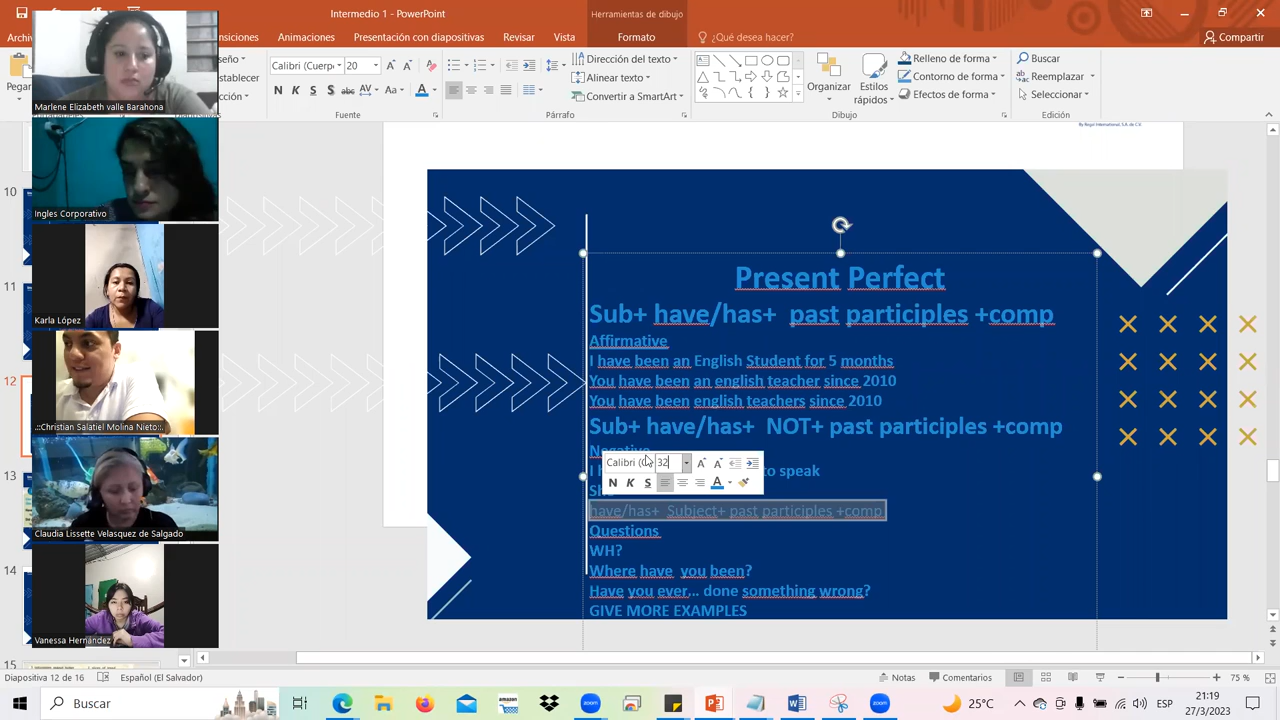 Intermedio 1 - PowerPoint
Herramientas de dibujo
Animaciones
Presentación con diapositivas
Revisar
Vista
Formato
¿Qué desea hacer?
Compartir
Calibri (Cuerp
20
Dirección del texto
Alinear texto
Convertir a SmartArt
Organizar
Estilos
rápidos
Relleno de forma
Contorno de forma
Efectos de forma
Buscar
Reemplazar
Seleccionar
Fuente
Párrafo
Dibujo
Edición
Marlene Elizabeth valle Barahona
Ingles Corporativo
Karla López
.::Christian Salatiel Molina Nieto::.
Claudia Lissette Velasquez de Salgado
Vanessa Hernández
10
11
12
13
14
15
Present Perfect
Sub+ have/has+ past participles +comp
Affirmative
I have been an English Student for 5 months
You have been an english teacher since 2010
You have been english teachers since 2010
Sub+ have/has+ NOT+ past participles +comp
Negative
Calibri (C
32
to speak
have/has+ Subject+ past participles +comp
Questions
WH?
Where have you been?
Have you ever... done something wrong?
GIVE MORE EXAMPLES
Diapositiva 12 de 16
Español (El Salvador)
Notas
Comentarios
75 %
Buscar
25°C
ESP
21:19
27/3/2023